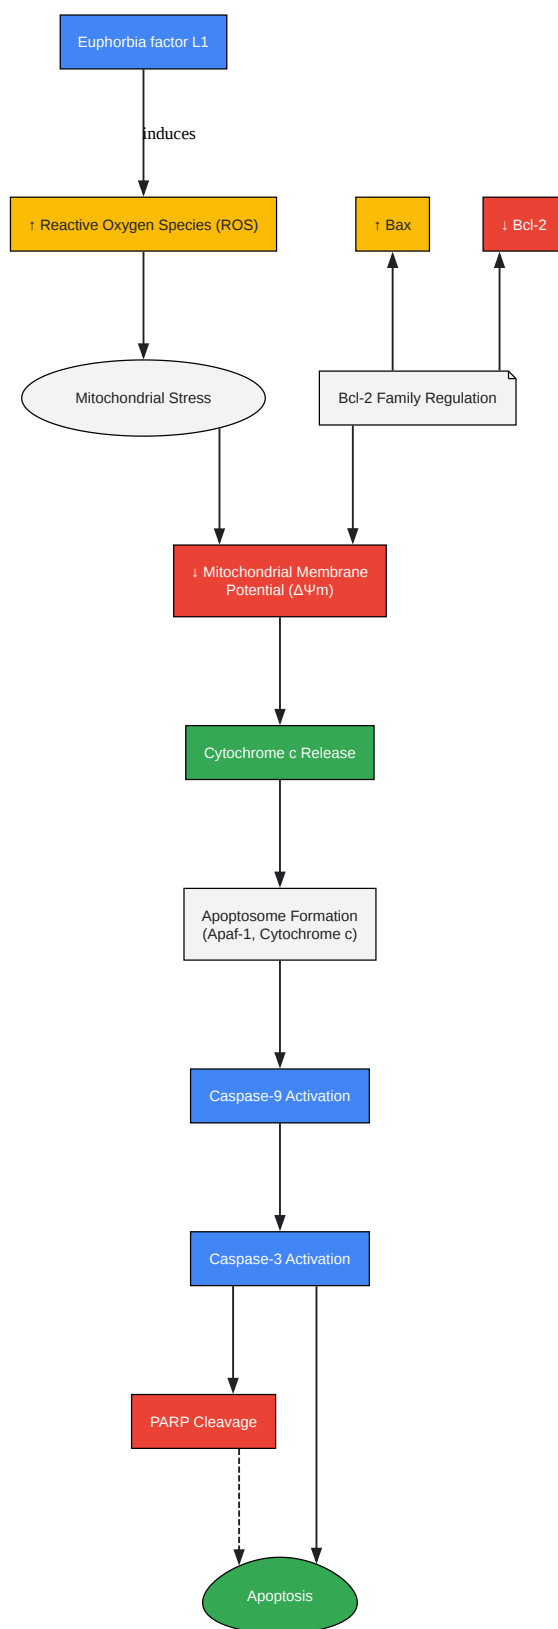 Euphorbia factor L1
induces
↑ Reactive Oxygen Species (ROS)
↑ Bax
↓ Bcl-2
Mitochondrial Stress
Bcl-2 Family Regulation
↓ Mitochondrial Membrane
Potential (ΔΨm)
Cytochrome c Release
Apoptosome Formation
(Apaf-1, Cytochrome c)
Caspase-9 Activation
Caspase-3 Activation
PARP Cleavage
Apoptosis